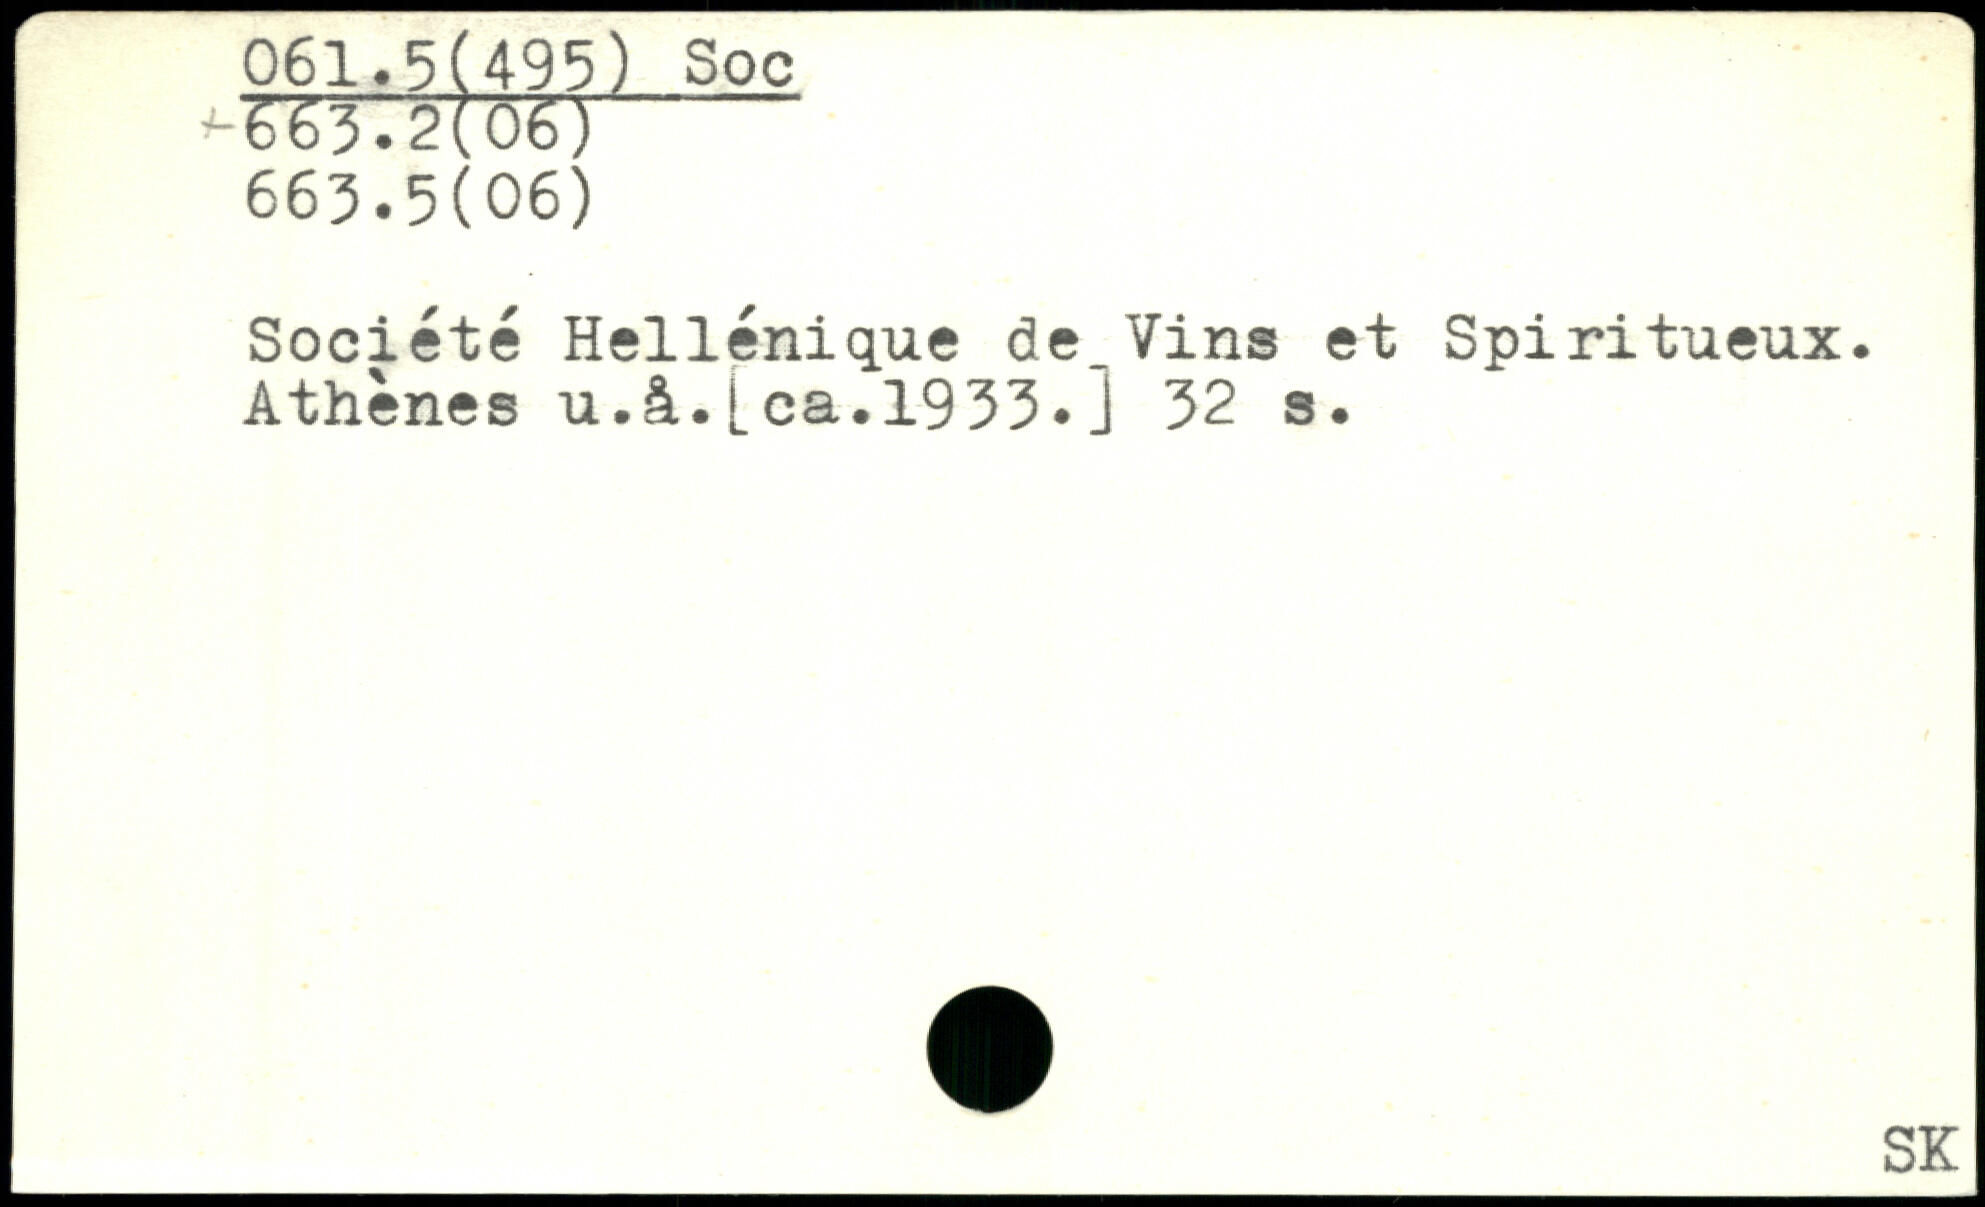 061.5(495) Soc
+663.2(06)
663.5(06)
Société Hellénique de Vins et Spiritueux.
Athènes u.å.[ca.1933.] 32 s.
SK